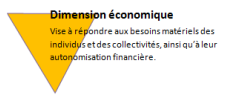 Dimension économique
Vise à répondre aux besoins matériels des
individus et des collectivités, ainsi qu'à leur
autonomisation financière.